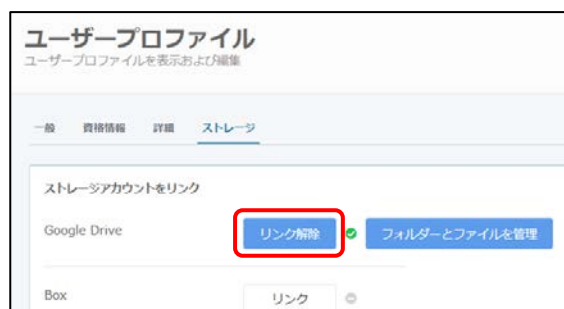 ユーザープロファイル
ユーザープロファイルを表示および編集
一般 資格情報 詳細 ストレージ
ストレージアカウントをリンク
Google Drive リンク解除 フォルダーとファイルを管理
Box リンク